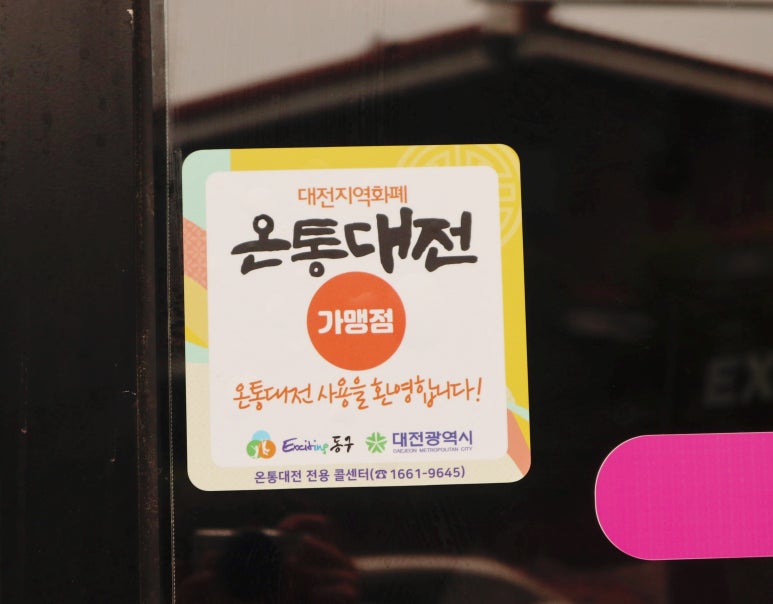 대전지역화폐
온통대전
가맹점
온통대전 사용을 환영합니다!
Exciting 동구 대전광역시
DAEJEON METROPOLITAN CITY
온통대전 전용 콜센터(☎1661-9645)
EX